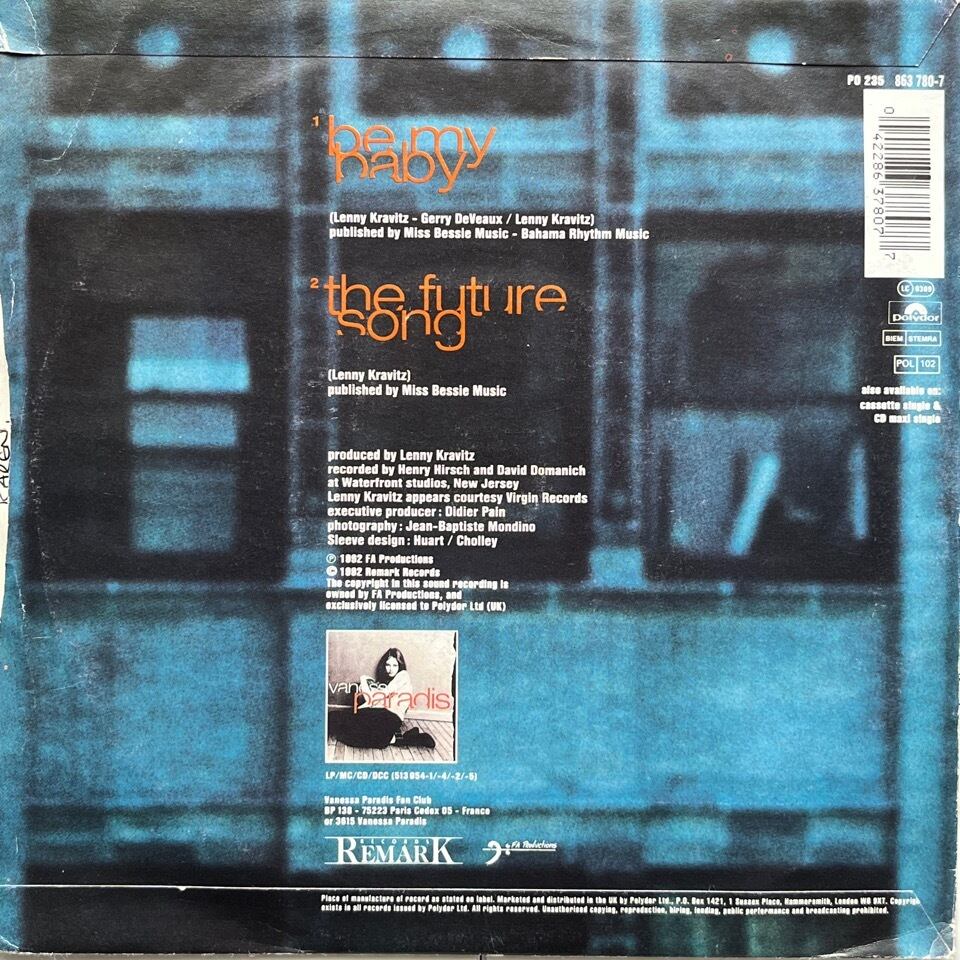 PO 235 863 780-7
0 42286 37807 7
LC 0309
polydor
BIEM STEMRA
POL 102
also available on:
cassette single &
CD maxi single
1 be my
baby
(Lenny Kravitz - Gerry DeVeaux / Lenny Kravitz)
published by Miss Bessie Music - Bahama Rhythm Music
2 the future
song
(Lenny Kravitz)
published by Miss Bessie Music
produced by Lenny Kravitz
recorded by Henry Hirsch and David Domanich
at Waterfront studios, New Jersey
Lenny Kravitz appears courtesy Virgin Records
executive producer : Didier Pain
photography : Jean-Baptiste Mondino
Sleeve design : Huart / Cholley
℗ 1992 FA Productions
© 1992 Remark Records
The copyright in this sound recording is
owned by FA Productions, and
exclusively licensed to Polydor Ltd (UK)
vanessa
paradis
LP/MC/CD/DCC (513 954-1/-4/-2/-5)
Vanessa Paradis Fan Club
BP 138 - 75223 Paris Cedex 05 - France
or 3615 Vanessa Paradis
RECORDS
REMARK
FA Productions
Place of manufacture of record as stated on label. Marketed and distributed in the UK by Polydor Ltd., P.O. Box 1421, 1 Sussex Place, Hammersmith, London W6 9XT. Copyrigh
exists in all records issued by Polydor Ltd. All rights reserved. Unauthorised copying, reproduction, hiring, lending, public performance and broadcasting prohibited.